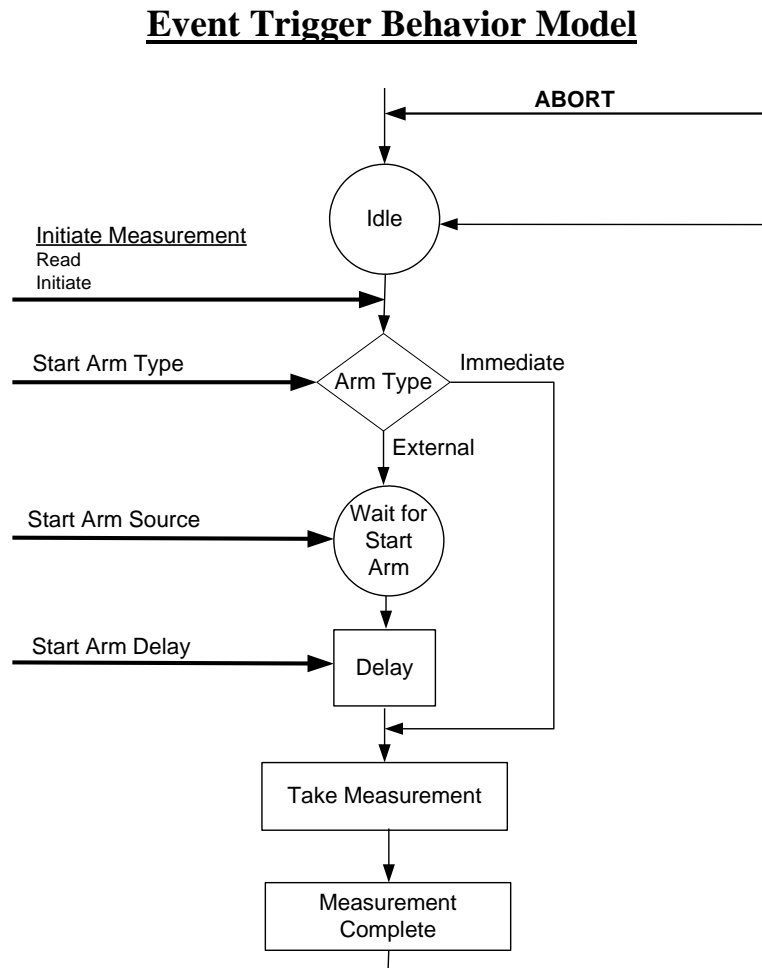 Event Trigger Behavior Model
ABORT
Idle
Initiate Measurement
Read
Initiate
Start Arm Type
Arm Type
Immediate
External
Start Arm Source
Wait for
Start
Arm
Start Arm Delay
Delay
Take Measurement
Measurement
Complete